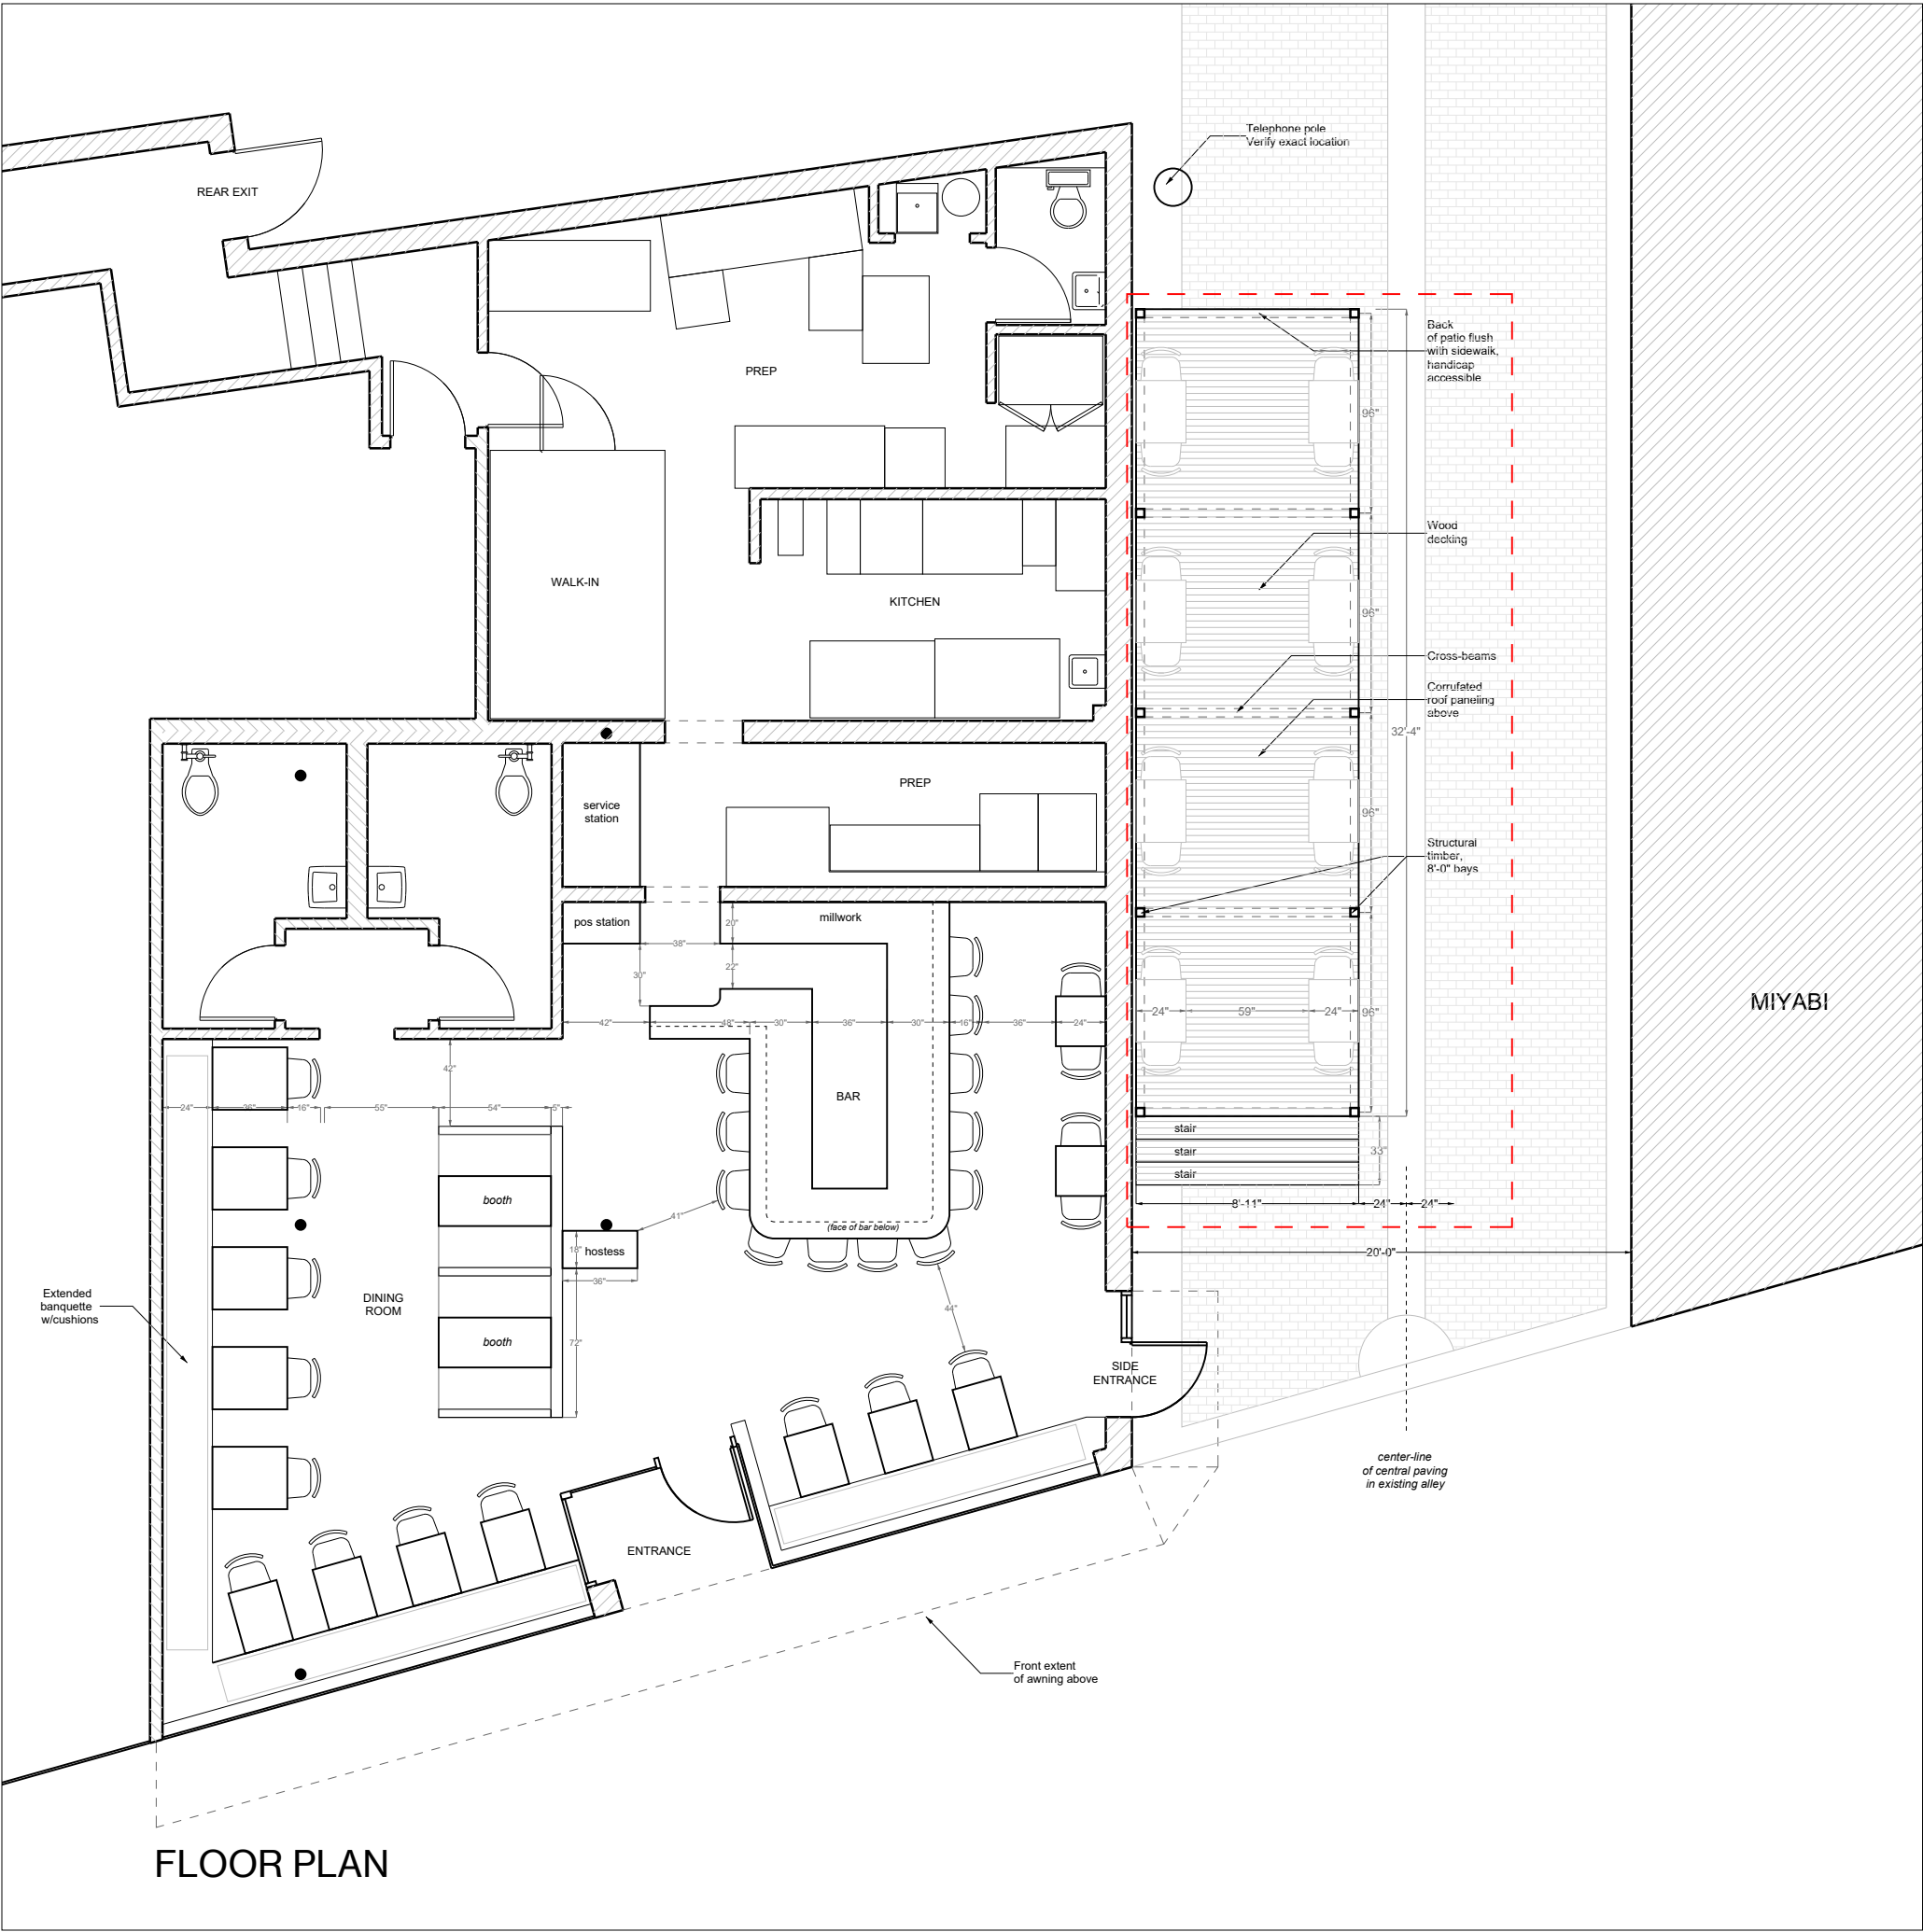 Telephone pole
Verify exact location
REAR EXIT
Back
of patio flush
with sidewalk,
handicap
accessible
PREP
96"
Wood
decking
WALK-IN
KITCHEN
96"
Cross-beams
Corrufated
roof paneling
above
32'-4"
PREP
service
station
96"
Structural
timber,
8'-0" bays
pos station
20"
millwork
38"
22"
30"
MIYABI
24"
59"
24"
96"
42"
48"
30"
36"
30"
16"
36"
24"
42"
BAR
24"
36"
16"
55"
54"
5"
stair
stair
33"
stair
booth
8'-11"
24"
24"
41"
(face of bar below)
18"
hostess
20'-0"
36"
Extended
banquette
w/cushions
DINING
ROOM
44"
booth
72"
SIDE
ENTRANCE
center-line
of central paving
in existing alley
ENTRANCE
Front extent
of awning above
FLOOR PLAN